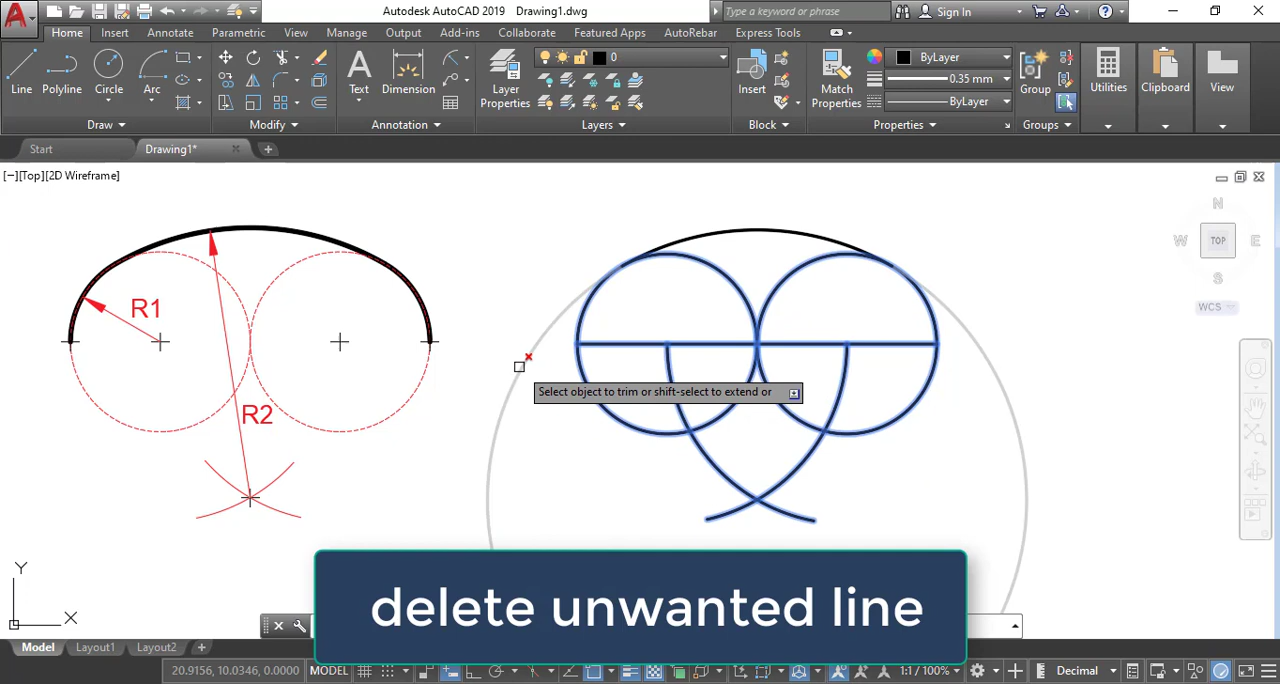 Autodesk AutoCAD 2019 Drawing1.dwg
Type a keyword or phrase
Sign In
Home Insert Annotate Parametric View Manage Output Add-ins Collaborate Featured Apps AutoRebar Express Tools
Line Polyline Circle Arc
Text Dimension
Layer Properties
0
Insert
Match Properties
ByLayer
0.35 mm
ByLayer
Group
Utilities
Clipboard
View
Draw Modify Annotation Layers Block Properties Groups
Start Drawing1*
[−][Top][2D Wireframe]
N
W TOP E
S
WCS
R1
R2
Select object to trim or shift-select to extend or
Y
X
delete unwanted line
Model Layout1 Layout2
20.9156, 10.0346, 0.0000 MODEL 1:1 / 100% Decimal